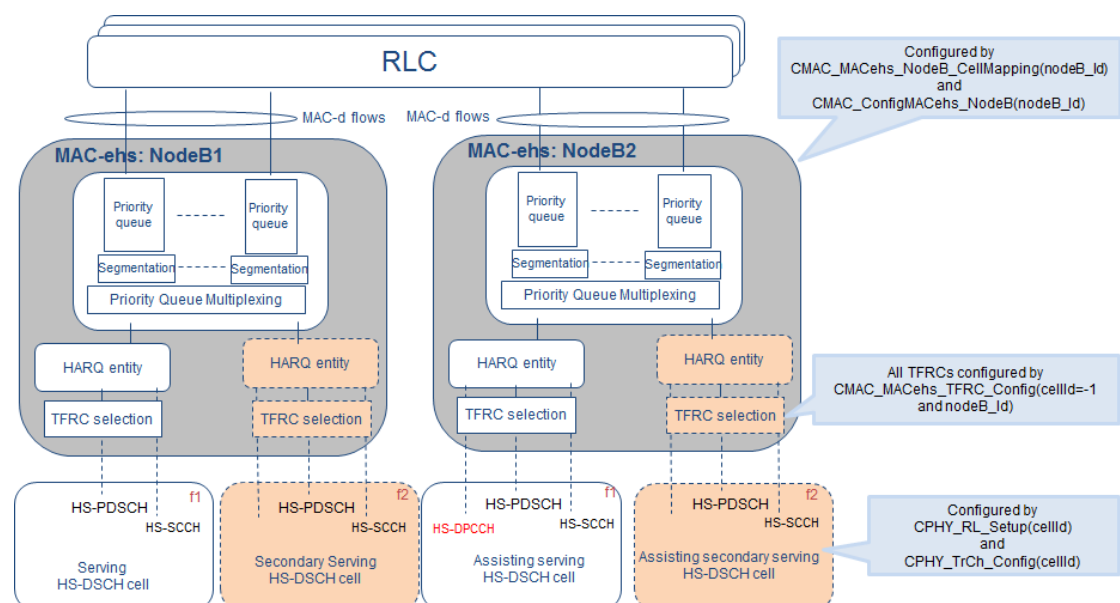 RLC
Configured by
CMAC_MACehs_NodeB_CellMapping(nodeB_Id)
and
CMAC_ConfigMACehs_NodeB(nodeB_Id)
MAC-d flows
MAC-d flows
MAC-ehs: NodeB1
Priority
queue
Priority
queue
Segmentation
Segmentation
Priority Queue Multiplexing
HARQ entity
HARQ entity
TFRC selection
TFRC selection
MAC-ehs: NodeB2
Priority
queue
Priority
queue
Segmentation
Segmentation
Priority Queue Multiplexing
HARQ entity
HARQ entity
TFRC selection
TFRC selection
All TFRCs configured by
CMAC_MACehs_TFRC_Config(cellId=-1
and nodeB_Id)
f1
HS-PDSCH
HS-SCCH
Serving
HS-DSCH cell
f2
HS-PDSCH
HS-SCCH
Secondary Serving
HS-DSCH cell
f1
HS-PDSCH
HS-DPCCH
HS-SCCH
Assisting serving
HS-DSCH cell
f2
HS-PDSCH
HS-SCCH
Assisting secondary serving
HS-DSCH cell
Configured by
CPHY_RL_Setup(cellId)
and
CPHY_TrCh_Config(cellId)